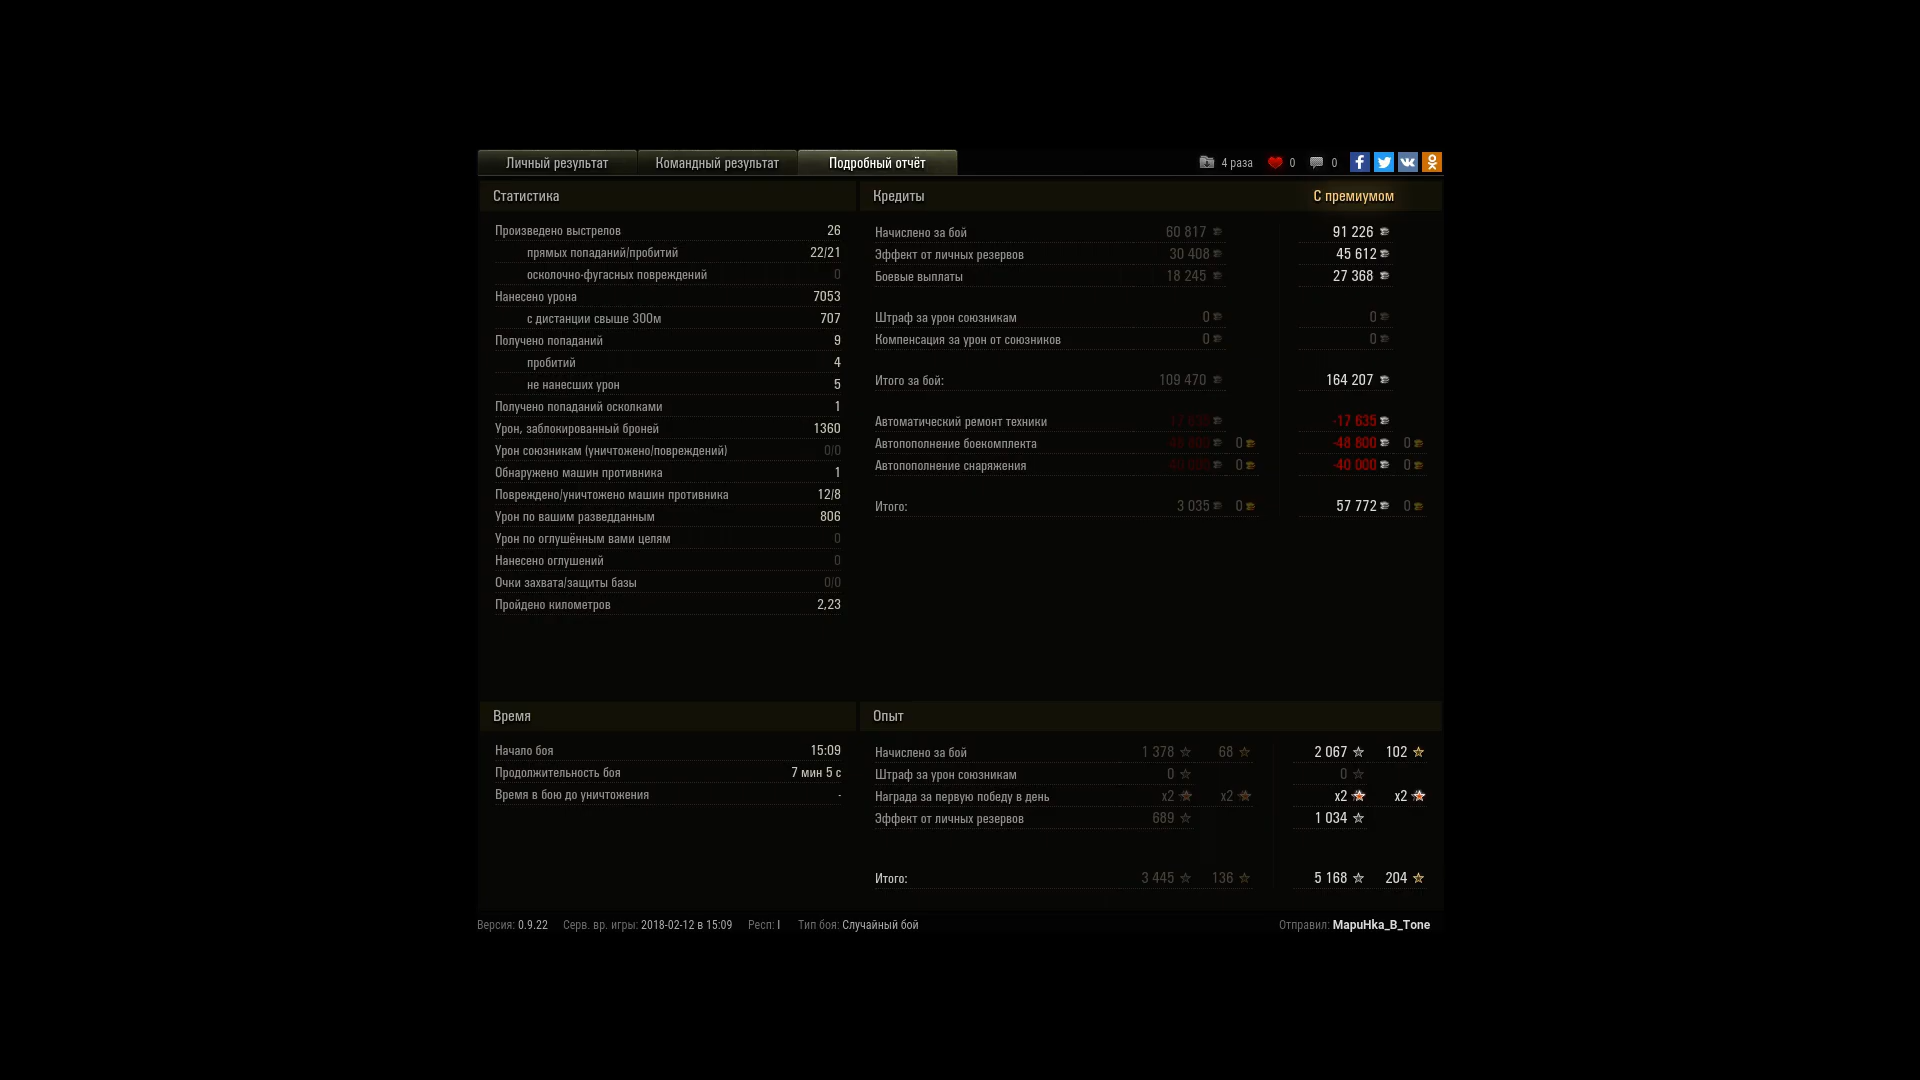 Личный результат Командный результат Подробный отчёт 4 раза 0 0
Статистика
Произведено выстрелов 26
прямых попаданий/пробитий 22/21
осколочно-фугасных повреждений 0
Нанесено урона 7053
с дистанции свыше 300м 707
Получено попаданий 9
пробитий 4
не нанесших урон 5
Получено попаданий осколками 1
Урон, заблокированный броней 1360
Урон союзникам (уничтожено/повреждений) 0/0
Обнаружено машин противника 1
Повреждено/уничтожено машин противника 12/8
Урон по вашим разведданным 806
Урон по оглушённым вами целям 0
Нанесено оглушений 0
Очки захвата/защиты базы 0/0
Пройдено километров 2,23
Кредиты С премиумом
Начислено за бой 60 817 91 226
Эффект от личных резервов 30 408 45 612
Боевые выплаты 18 245 27 368
Штраф за урон союзникам 0 0
Компенсация за урон от союзников 0 0
Итого за бой: 109 470 164 207
Автоматический ремонт техники -17 635
Автопополнение боекомплекта 0 -48 800 0
Автопополнение снаряжения 0 -40 000 0
Итого: 3 035 0 57 772 0
Время
Начало боя 15:09
Продолжительность боя 7 мин 5 с
Время в бою до уничтожения -
Опыт
Начислено за бой 1 378 68 2 067 102
Штраф за урон союзникам 0 0
Награда за первую победу в день x2 x2 x2 x2
Эффект от личных резервов 689 1 034
Итого: 3 445 136 5 168 204
Версия: 0.9.22 Серв. вр. игры: 2018-02-12 в 15:09 Респ: I Тип боя: Случайный бой Отправил: MapuHka_B_Tone